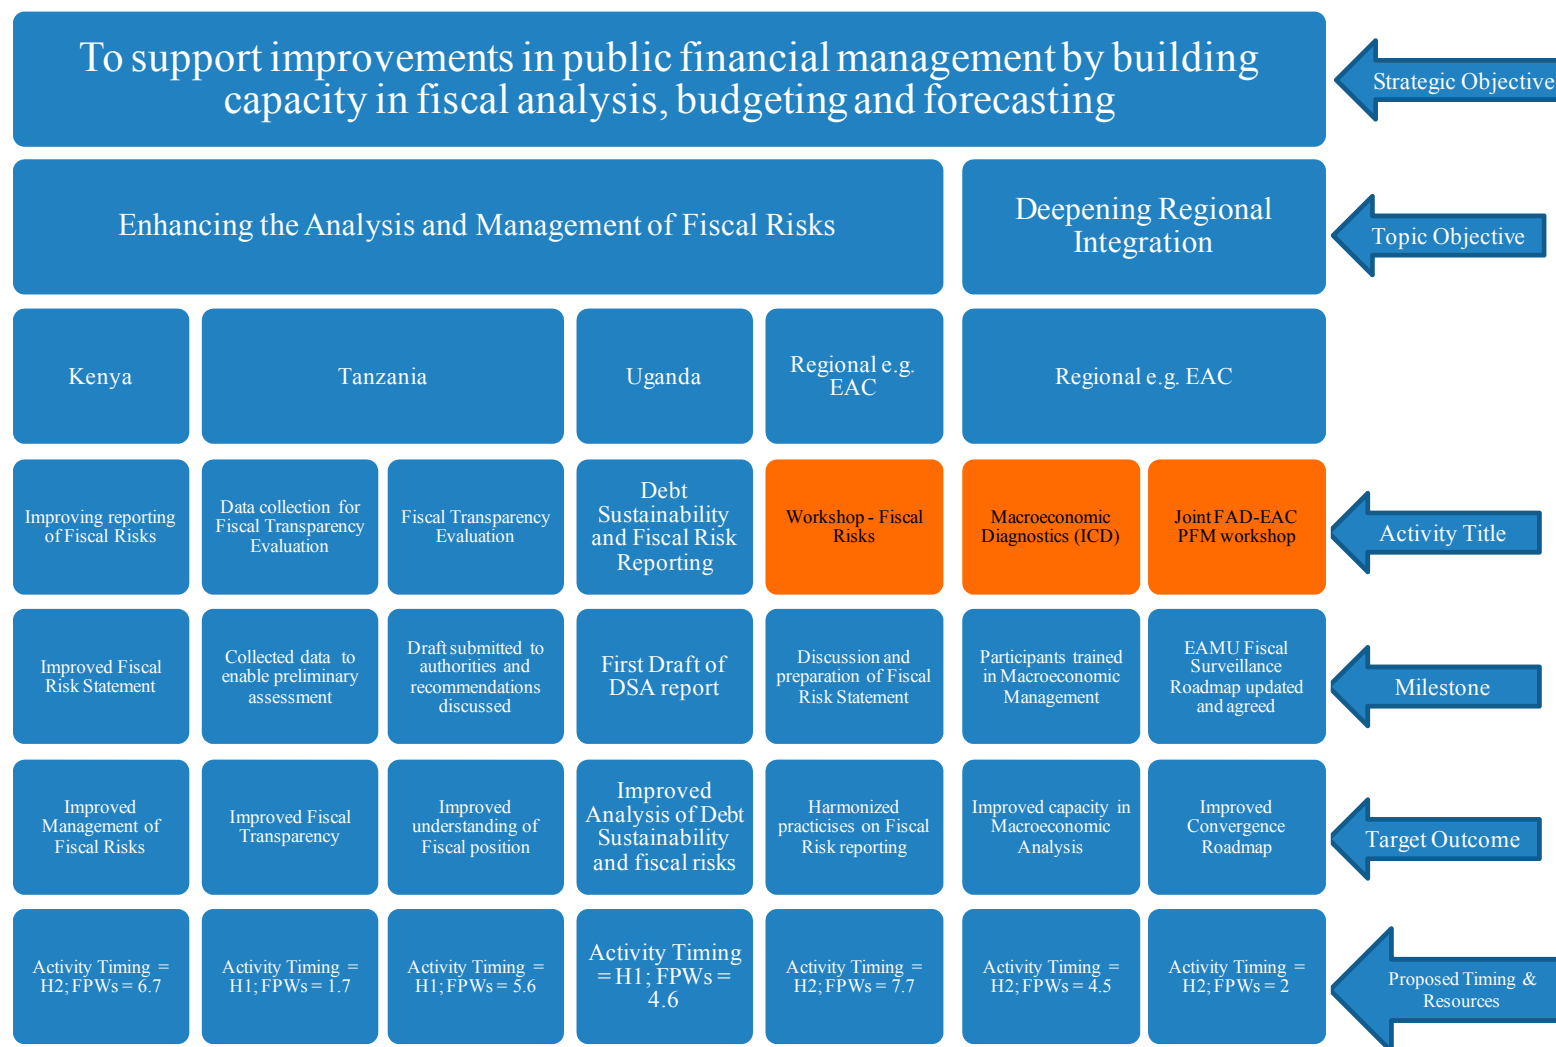 To support improvements in public financial management by building
capacity in fiscal analysis, budgeting and forecasting
Strategic Objective
Enhancing the Analysis and Management of Fiscal Risks
Deepening Regional
Integration
Topic Objective
Kenya
Tanzania
Uganda
Regional e.g.
EAC
Regional e.g. EAC
Improving reporting
of Fiscal Risks
Data collection for
Fiscal Transparency
Evaluation
Fiscal Transparency
Evaluation
Debt
Sustainability
and Fiscal Risk
Reporting
Workshop - Fiscal
Risks
Macroeconomic
Diagnostics (ICD)
Joint FAD-EAC
PFM workshop
Activity Title
Improved Fiscal
Risk Statement
Collected data to
enable preliminary
assessment
Draft submitted to
authorities and
recommendations
discussed
First Draft of
DSA report
Discussion and
preparation of Fiscal
Risk Statement
Participants trained
in Macroeconomic
Management
EAMU Fiscal
Surveillance
Roadmap updated
and agreed
Milestone
Improved
Management of
Fiscal Risks
Improved Fiscal
Transparency
Improved
understanding of
Fiscal position
Improved
Analysis of Debt
Sustainability
and fiscal risks
Harmonized
practicises on Fiscal
Risk reporting
Improved capacity in
Macroeconomic
Analysis
Improved
Convergence
Roadmap
Target Outcome
Activity Timing =
H2; FPWs = 6.7
Activity Timing =
H1; FPWs = 1.7
Activity Timing =
H1; FPWs = 5.6
Activity Timing
= H1; FPWs =
4.6
Activity Timing =
H2; FPWs = 7.7
Activity Timing =
H2; FPWs = 4.5
Activity Timing =
H2; FPWs = 2
Proposed Timing &
Resources